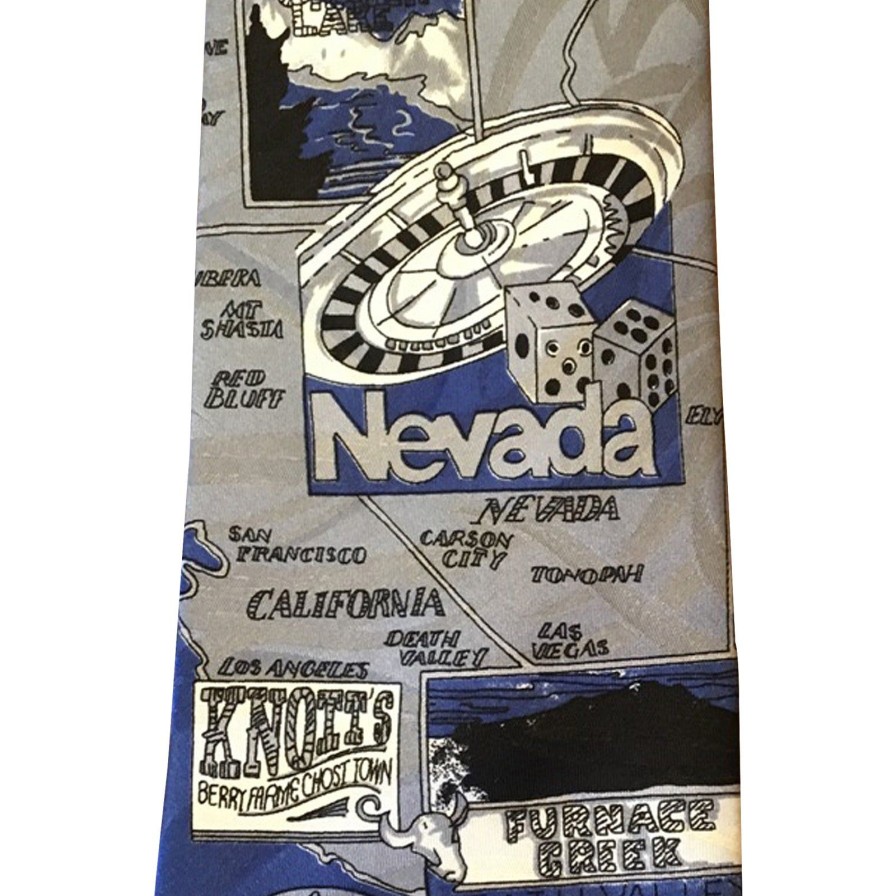 LAKE
MT
SHASTA
RED
BLUFF
Nevada
ELY
NEVADA
SAN
FRANCISCO
CARSON
CITY
TONOPAH
CALIFORNIA
DEATH
VALLEY
LAS
VEGAS
LOS ANGELES
KNOTT'S
BERRY FARM & GHOST TOWN
FURNACE
CREEK